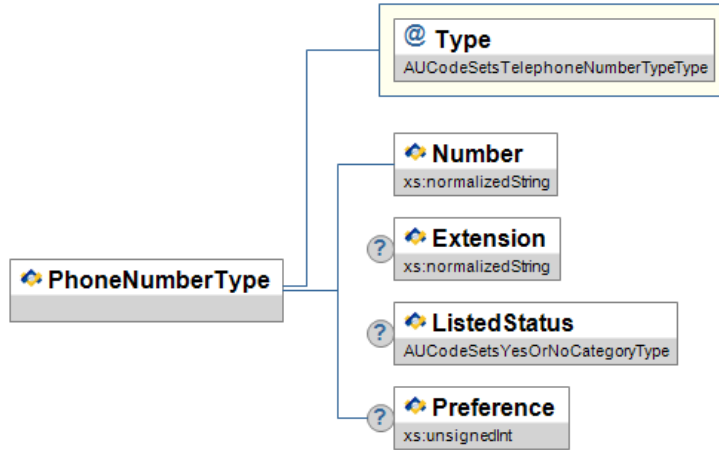 @ Type
AUCodeSetsTelephoneNumberTypeType
Number
xs:normalizedString
? Extension
xs:normalizedString
PhoneNumberType
? ListedStatus
AUCodeSetsYesOrNoCategoryType
? Preference
xs:unsignedInt